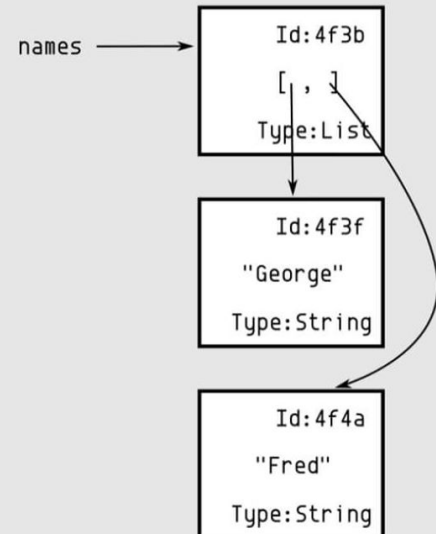 names
Id:4f3b
[ , ]
Type:List
Id:4f3f
"George"
Type:String
Id:4f4a
"Fred"
Type:String